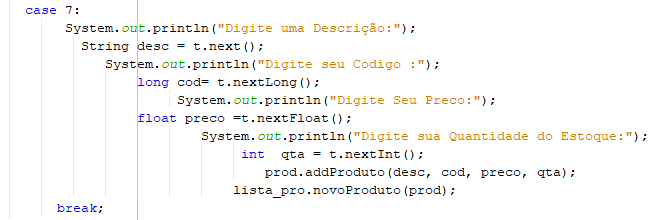 case 7:
System.out.println("Digite uma Descrição:");
String desc = t.next();
System.out.println("Digite seu Codigo :");
long cod= t.nextLong();
System.out.println("Digite Seu Preco:");
float preco =t.nextFloat();
System.out.println("Digite sua Quantidade do Estoque:");
int  qta = t.nextInt();
prod.addProduto(desc, cod, preco, qta);
lista_pro.novoProduto(prod);
break;